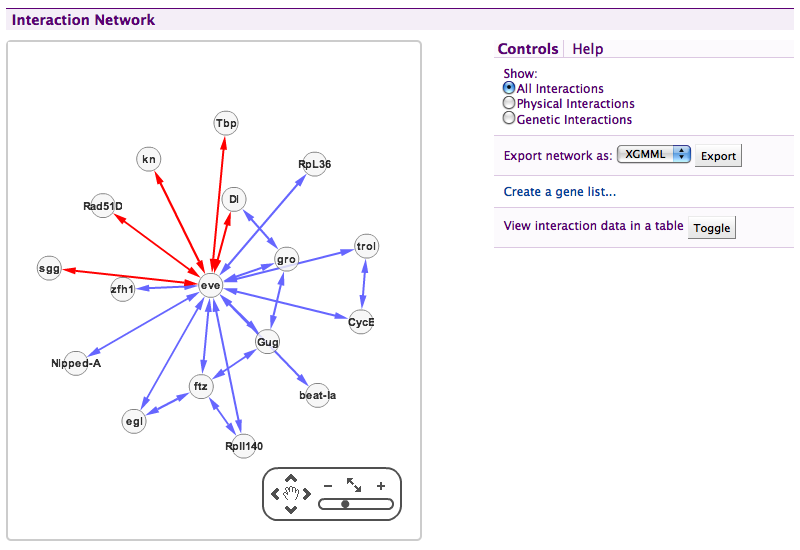 Interaction Network
Controls
Help
Show:
All Interactions
Physical Interactions
Genetic Interactions
Export network as:
XGMML
Export
Create a gene list...
View interaction data in a table
Toggle
Tbp
kn
RpL36
Dl
Rad51D
trol
gro
sgg
eve
zfh1
CycE
Gug
Nipped-A
ftz
beat-Ia
egl
RpII140